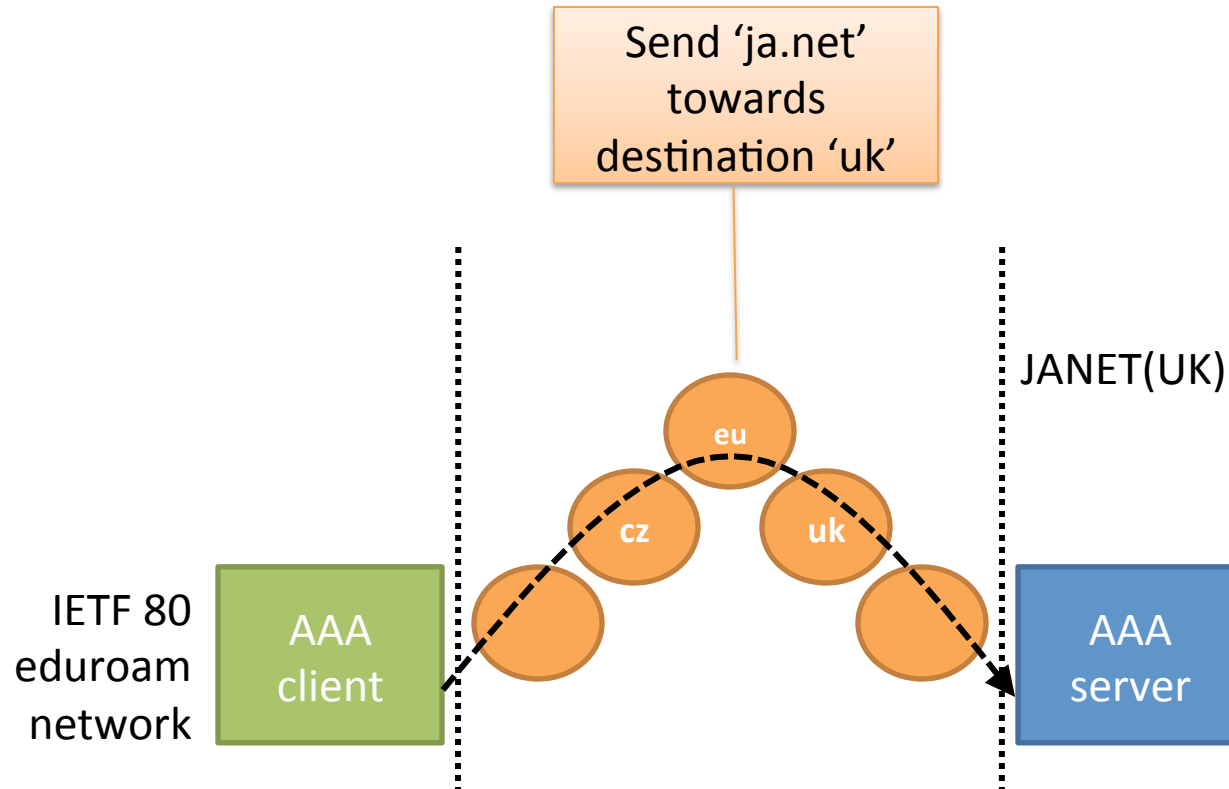 Send ‘ja.net’
towards
destination ‘uk’
JANET(UK)
eu
cz
uk
IETF 80
eduroam
network
AAA
client
AAA
server